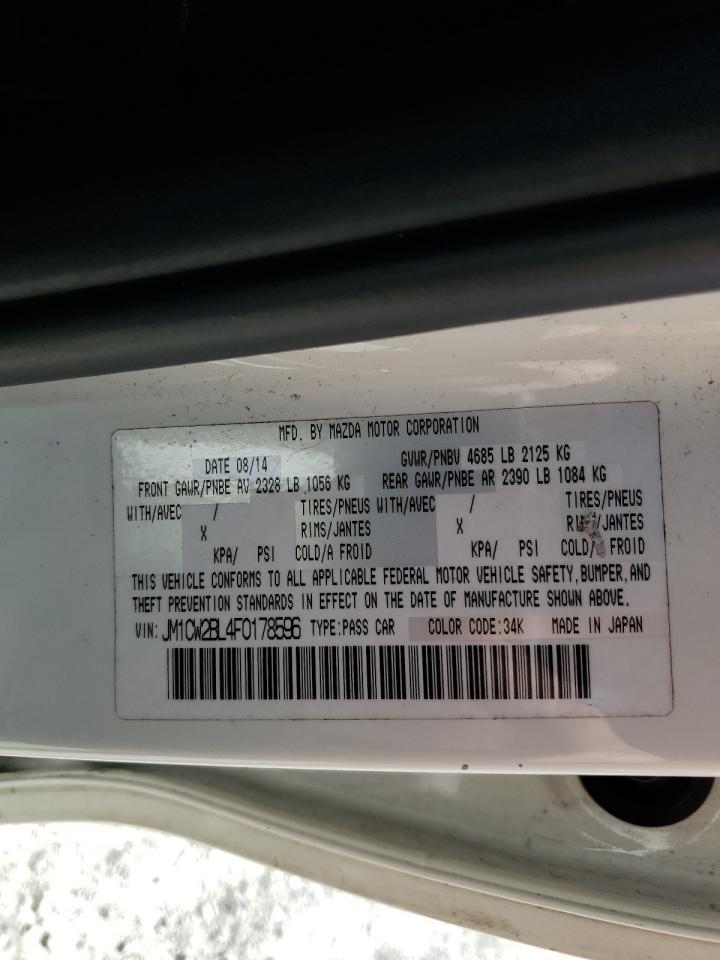 MFD. BY MAZDA MOTOR CORPORATION
DATE 08/14 GVWR/PNBV 4685 LB 2125 KG
FRONT GAWR/PNBE AV 2328 LB 1056 KG REAR GAWR/PNBE AR 2390 LB 1084 KG
WITH/AVEC / TIRES/PNEUS WITH/AVEC / TIRES/PNEUS
X RIMS/JANTES X RIMS/JANTES
KPA/ PSI COLD/A FROID KPA/ PSI COLD/A FROID
THIS VEHICLE CONFORMS TO ALL APPLICABLE FEDERAL MOTOR VEHICLE SAFETY,BUMPER,AND
THEFT PREVENTION STANDARDS IN EFFECT ON THE DATE OF MANUFACTURE SHOWN ABOVE.
VIN: JM1CW2BL4F0178596 TYPE:PASS CAR COLOR CODE:34K MADE IN JAPAN